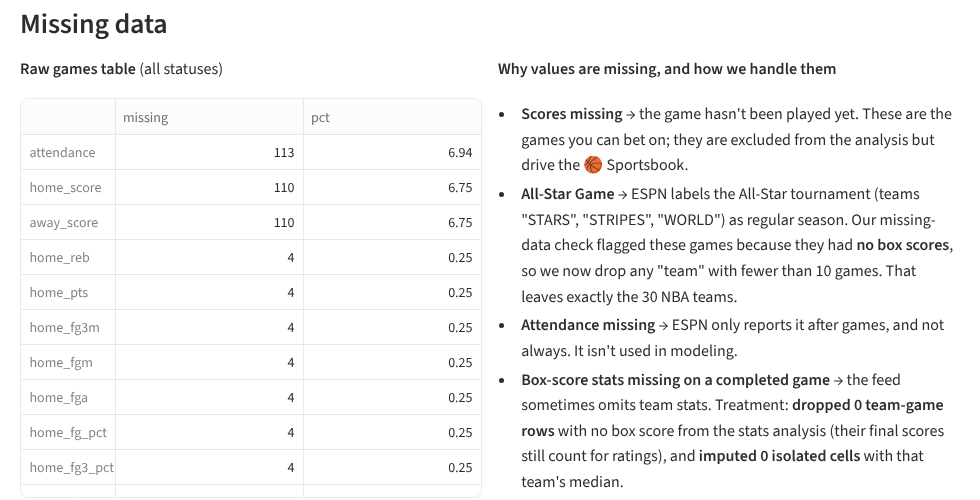 Missing data
Raw games table (all statuses)
missing pct
attendance 113 6.94
home_score 110 6.75
away_score 110 6.75
home_reb 4 0.25
home_pts 4 0.25
home_fg3m 4 0.25
home_fgm 4 0.25
home_fga 4 0.25
home_fg_pct 4 0.25
home_fg3_pct 4 0.25
Why values are missing, and how we handle them
• Scores missing → the game hasn't been played yet. These are the
games you can bet on; they are excluded from the analysis but
drive the 🏀 Sportsbook.
• All-Star Game → ESPN labels the All-Star tournament (teams
"STARS", "STRIPES", "WORLD") as regular season. Our missing-
data check flagged these games because they had no box scores,
so we now drop any "team" with fewer than 10 games. That
leaves exactly the 30 NBA teams.
• Attendance missing → ESPN only reports it after games, and not
always. It isn't used in modeling.
• Box-score stats missing on a completed game → the feed
sometimes omits team stats. Treatment: dropped 0 team-game
rows with no box score from the stats analysis (their final scores
still count for ratings), and imputed 0 isolated cells with that
team's median.